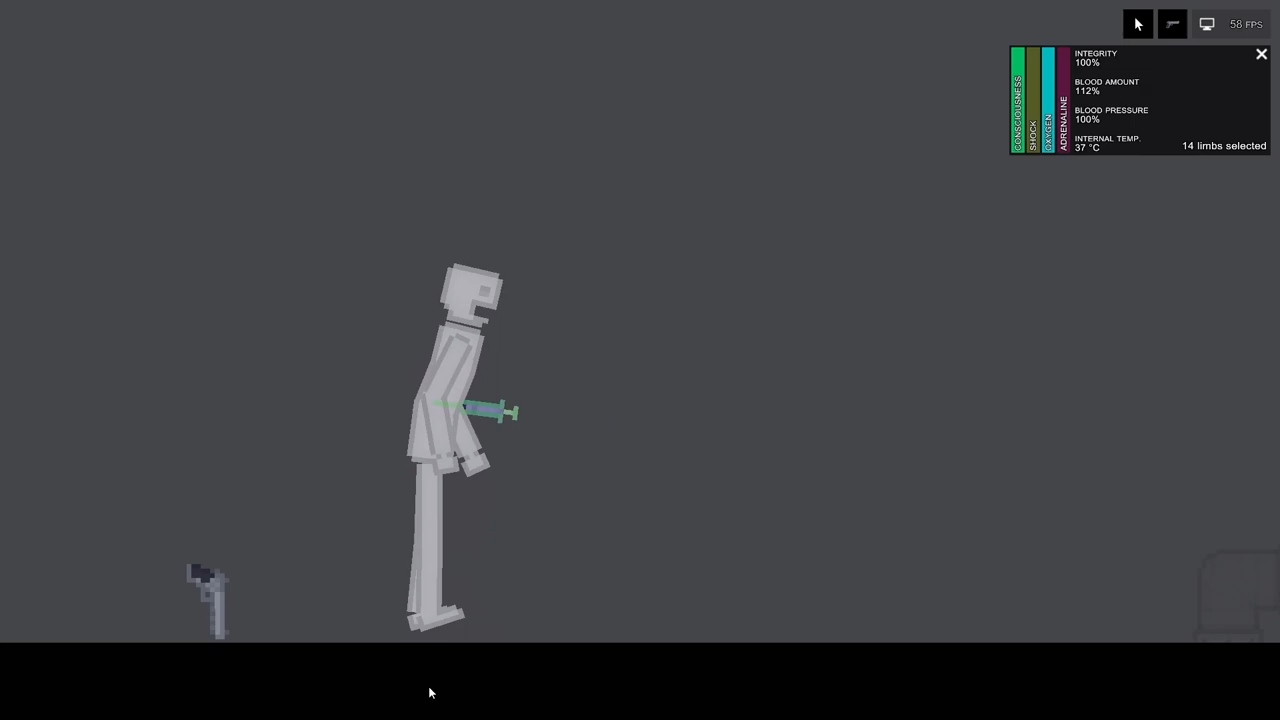 58 FPS
CONSCIOUSNESS
SHOCK
OXYGEN
ADRENALINE
INTEGRITY
100%
BLOOD AMOUNT
112%
BLOOD PRESSURE
100%
INTERNAL TEMP.
37 °C
14 limbs selected